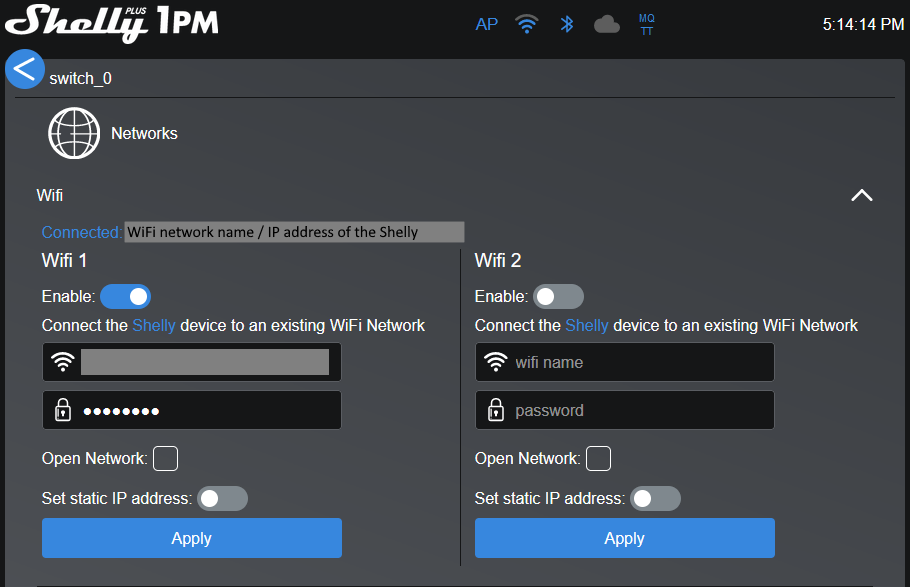 Shelly PLUS 1PM
AP
MQ
TT
5:14:14 PM
switch_0
Networks
Wifi
Connected: WiFi network name / IP address of the Shelly
Wifi 1
Enable:
Connect the Shelly device to an existing WiFi Network
••••••••
Open Network:
Set static IP address:
Apply
Wifi 2
Enable:
Connect the Shelly device to an existing WiFi Network
wifi name
password
Open Network:
Set static IP address:
Apply